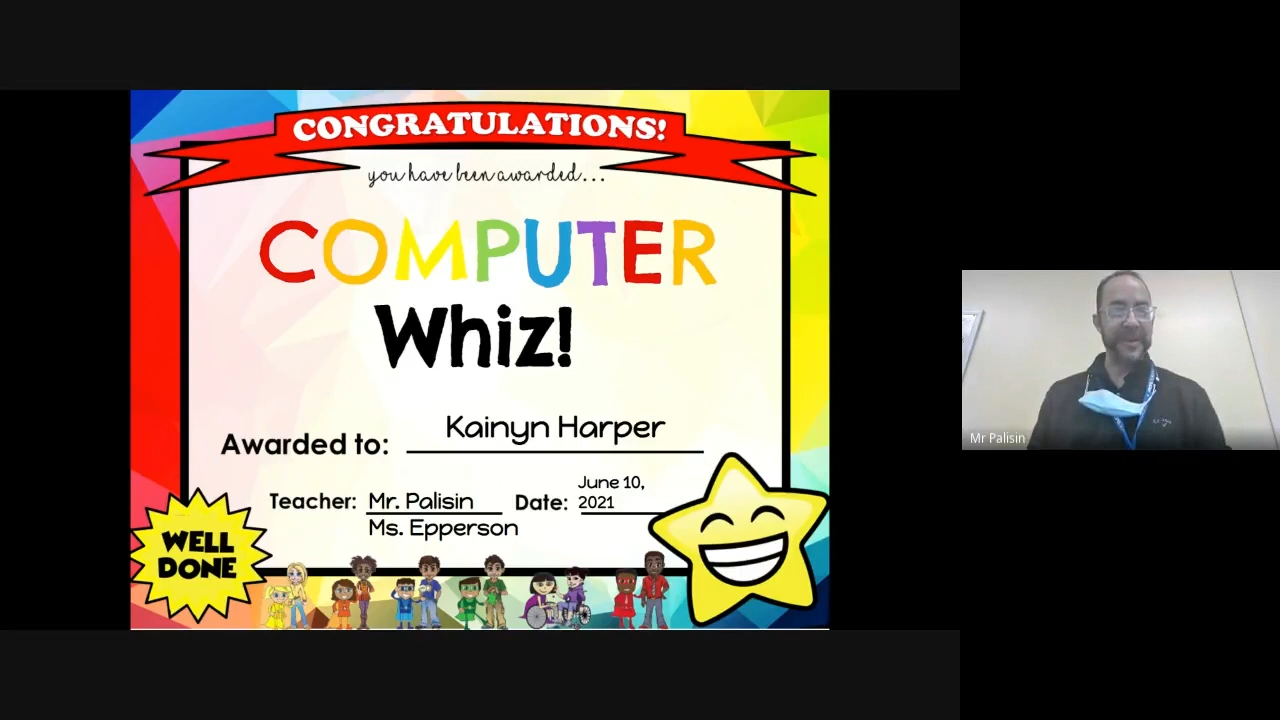 CONGRATULATIONS!
you have been awarded...
COMPUTER
Whiz!
Awarded to: Kainyn Harper
Teacher: Mr. Palisin Date: June 10, 2021
Ms. Epperson
WELL
DONE
Mr Palisin